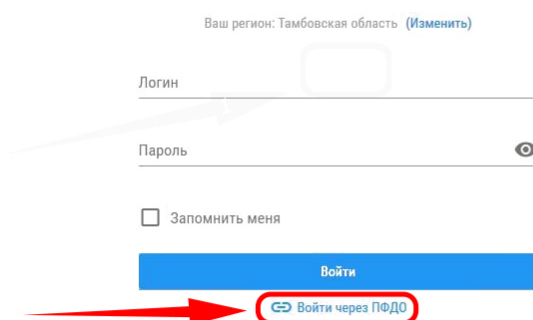 Ваш регион: Тамбовская область (Изменить)
Логин
Пароль
Запомнить меня
Войти
Войти через ПФДО